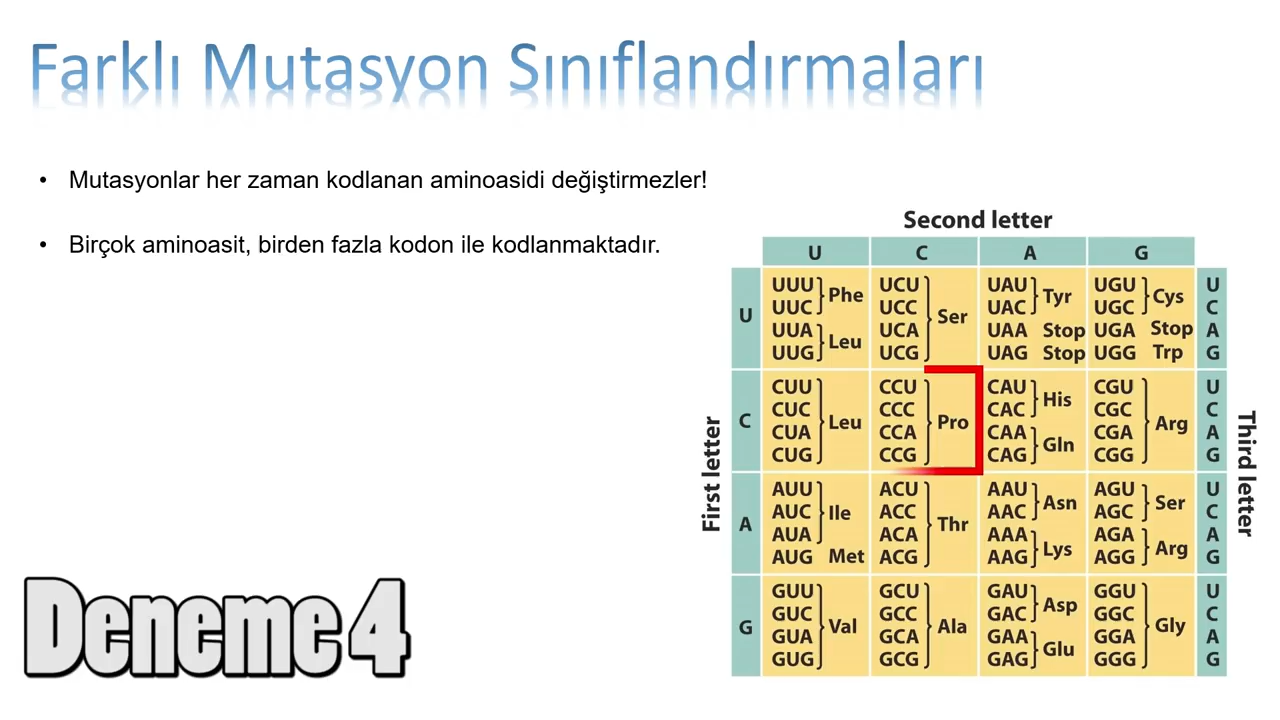 Farklı Mutasyon Sınıflandırmaları
• Mutasyonlar her zaman kodlanan aminoasidi değiştirmezler!
• Birçok aminoasit, birden fazla kodon ile kodlanmaktadır.
Second letter
U C A G
First letter
Third letter
U
UUU UUC Phe
UUA UUG Leu
UCU UCC UCA UCG Ser
UAU UAC Tyr
UAA Stop
UAG Stop
UGU UGC Cys
UGA Stop
UGG Trp
U C A G
C
CUU CUC CUA CUG Leu
CCU CCC CCA CCG Pro
CAU CAC His
CAA CAG Gln
CGU CGC CGA CGG Arg
U C A G
A
AUU AUC AUA Ile
AUG Met
ACU ACC ACA ACG Thr
AAU AAC Asn
AAA AAG Lys
AGU AGC Ser
AGA AGG Arg
U C A G
G
GUU GUC GUA GUG Val
GCU GCC GCA GCG Ala
GAU GAC Asp
GAA GAG Glu
GGU GGC GGA GGG Gly
U C A G
Deneme 4